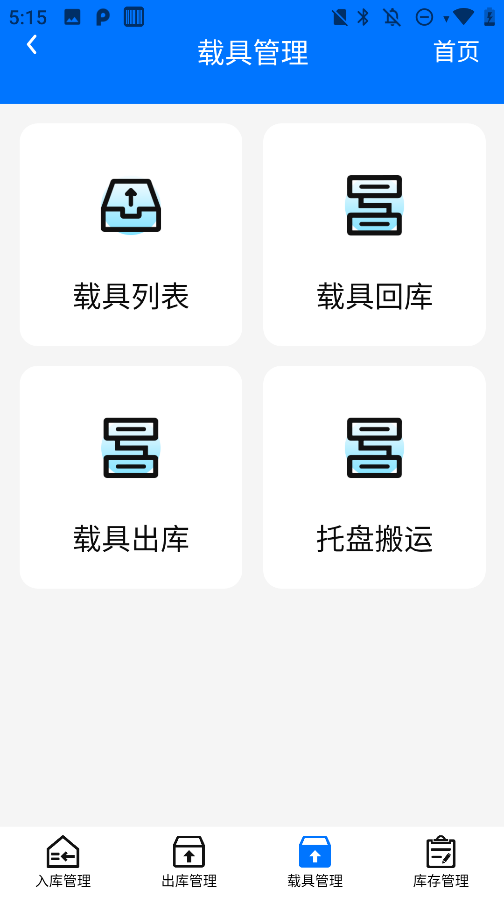 5:15
载具管理
首页
载具列表
载具回库
载具出库
托盘搬运
入库管理
出库管理
载具管理
库存管理